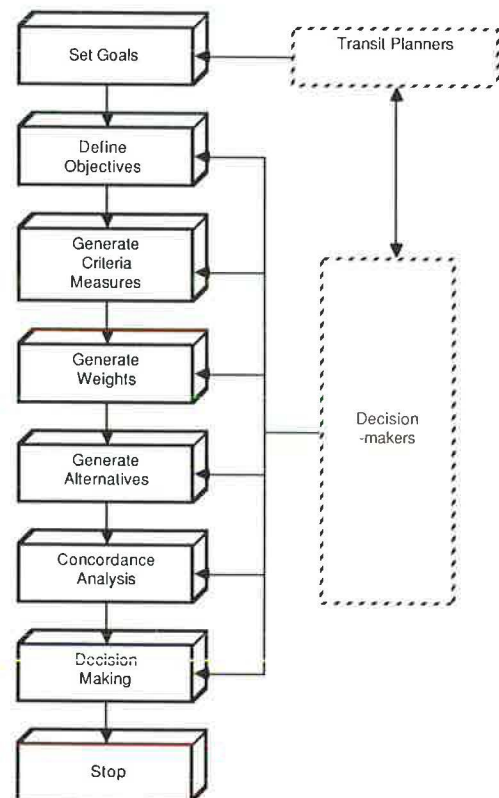 Set Goals
Transit Planners
Define
Objectives
Generate
Criteria
Measures
Generate
Weights
Generate
Alternatives
Concordance
Analysis
Decision
Making
Stop
Decision
-makers